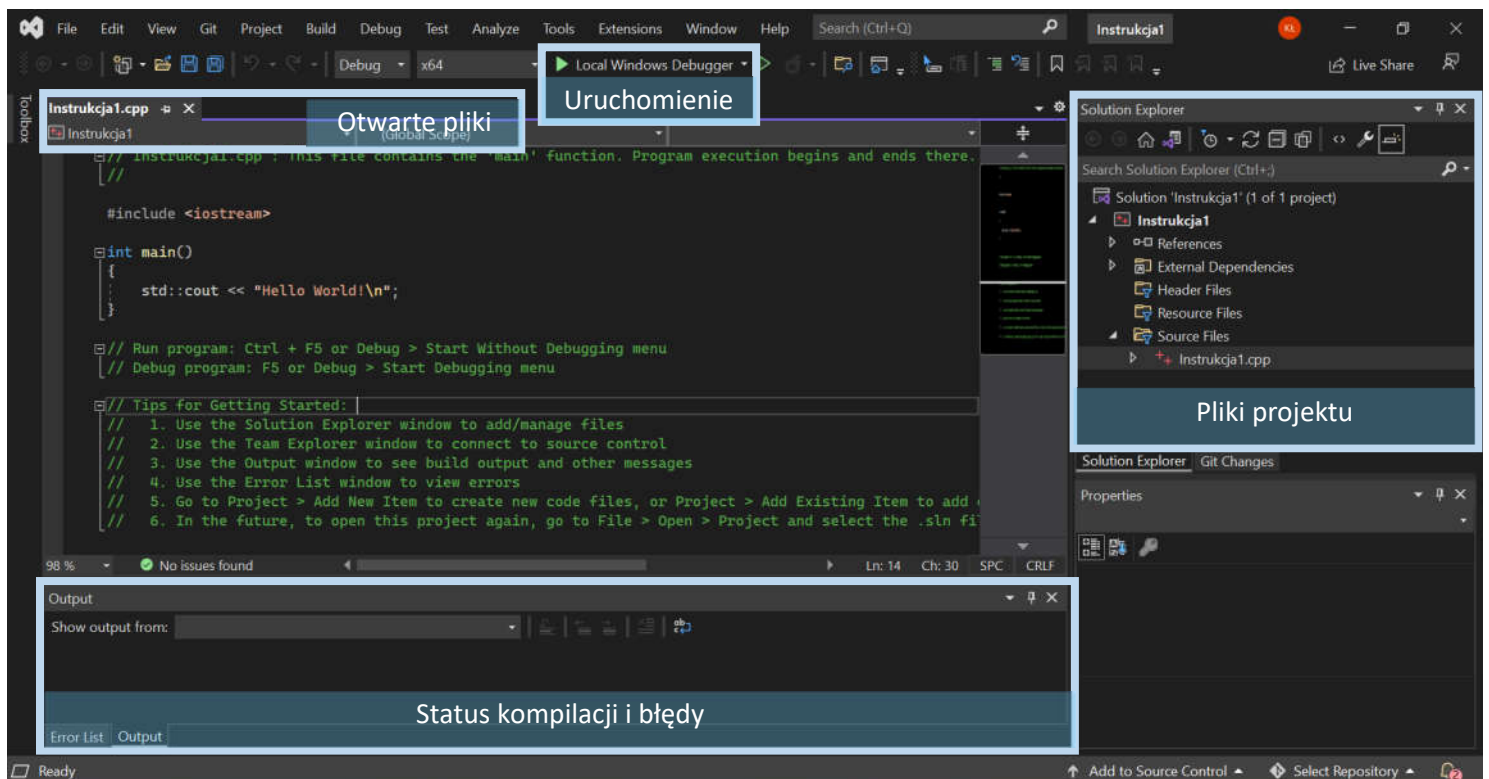 File Edit View Git Project Build Debug Test Analyze Tools Extensions Window Help Search (Ctrl+Q) Instrukcja1 KŁ
Debug x64 Local Windows Debugger Live Share
Uruchomienie
Toolbox
Instrukcja1.cpp
Otwarte pliki
Instrukcja1 (Global Scope)
// Instrukcja1.cpp : This file contains the 'main' function. Program execution begins and ends there.
//
#include <iostream>
int main()
{
std::cout << "Hello World!\n";
}
// Run program: Ctrl + F5 or Debug > Start Without Debugging menu
// Debug program: F5 or Debug > Start Debugging menu
// Tips for Getting Started:
// 1. Use the Solution Explorer window to add/manage files
// 2. Use the Team Explorer window to connect to source control
// 3. Use the Output window to see build output and other messages
// 4. Use the Error List window to view errors
// 5. Go to Project > Add New Item to create new code files, or Project > Add Existing Item to add
// 6. In the future, to open this project again, go to File > Open > Project and select the .sln fi
98 % No issues found Ln: 14 Ch: 30 SPC CRLF
Output
Show output from:
Status kompilacji i błędy
Error List Output
Solution Explorer
Search Solution Explorer (Ctrl+;)
Solution 'Instrukcja1' (1 of 1 project)
Instrukcja1
References
External Dependencies
Header Files
Resource Files
Source Files
Instrukcja1.cpp
Pliki projektu
Solution Explorer Git Changes
Properties
Ready Add to Source Control Select Repository 2